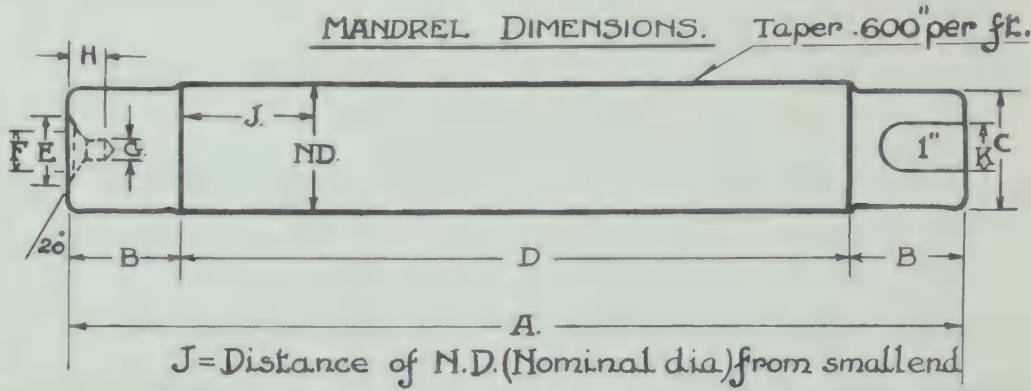 MANDREL DIMENSIONS. Taper .600" per ft.
H
J.
F E G. ND. 1" K C
20°
B D B
A.
J=Distance of N.D.(Nominal dia) from small end